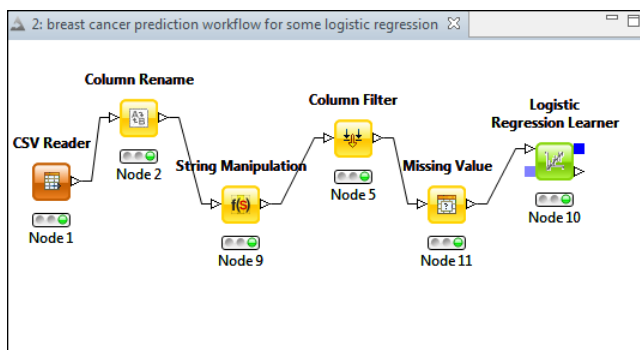 2: breast cancer prediction workflow for some logistic regression
Column Rename
Node 2
CSV Reader
Node 1
String Manipulation
f(S)
Node 9
Column Filter
Node 5
Missing Value
?
Node 11
Logistic
Regression Learner
Node 10